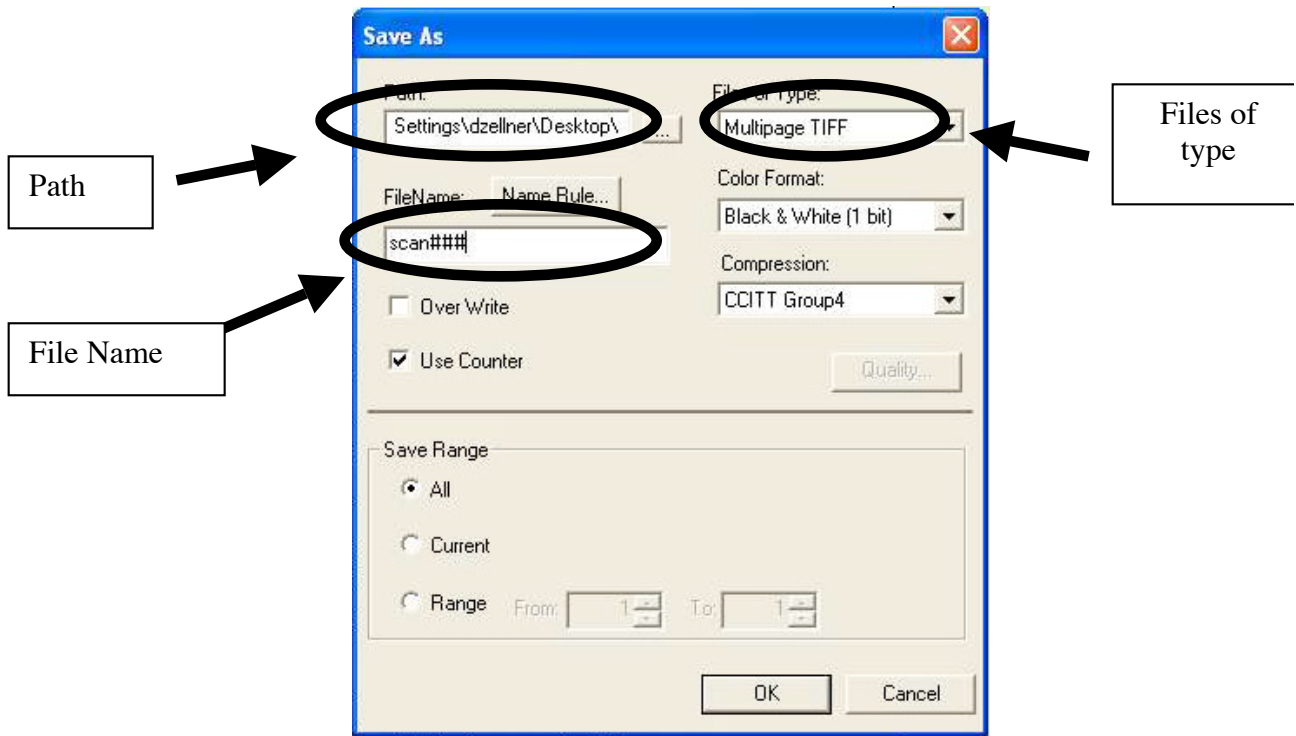 Save As
Path:
Files of Type:
Settings\dzellner\Desktop\
...
Multipage TIFF
Files of
type
Path
FileName:
Name Rule...
Color Format:
Black & White (1 bit)
scan###
Compression:
CCITT Group4
Over Write
File Name
Use Counter
Quality...
Save Range
All
Current
Range
From:
1
To:
1
OK
Cancel